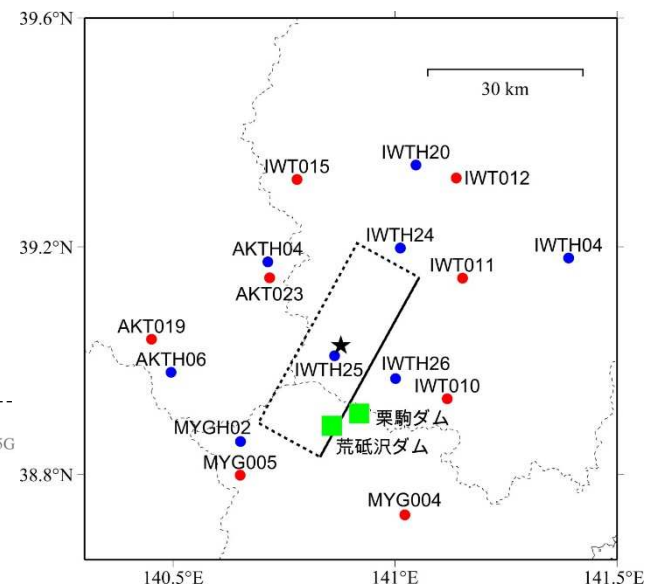 39.6°N
30 km
IWTH20
IWT015
IWT012
IWTH24
IWTH04
39.2°N
AKTH04
IWT011
AKT023
AKT019
AKTH06
IWTH25
IWTH26
IWT010
栗駒ダム
MYGH02
荒砥沢ダム
5G
MYG005
38.8°N
MYG004
140.5°E
141°E
141.5°E